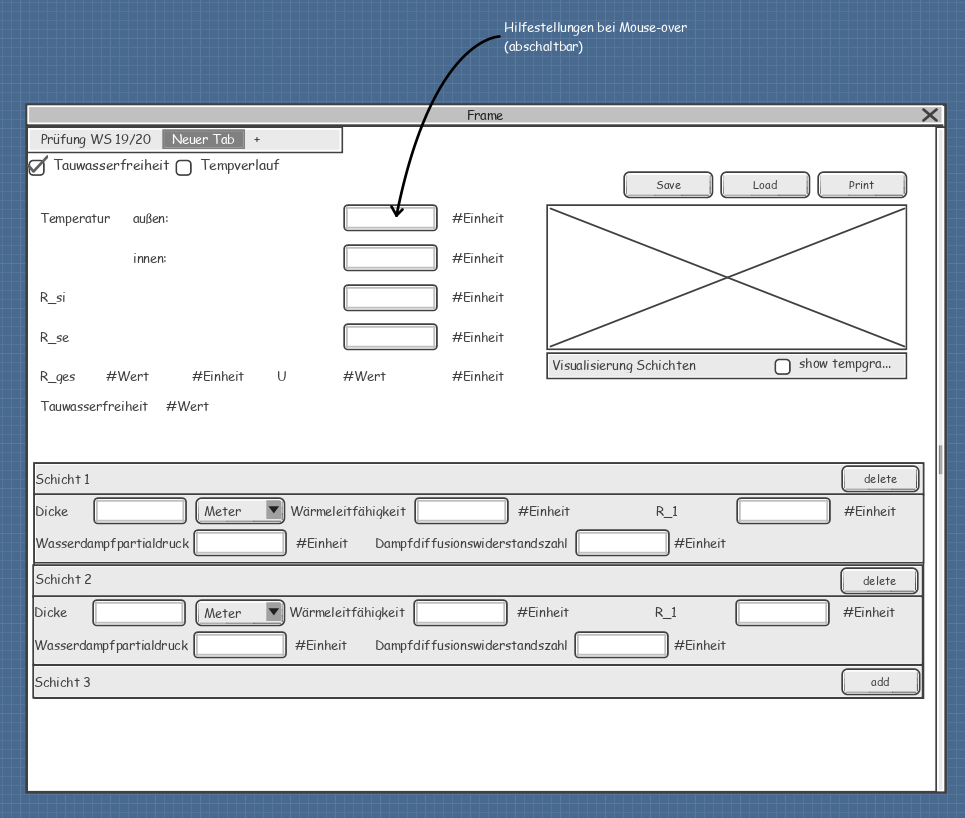 Hilfestellungen bei Mouse-over
(abschaltbar)
Frame
Prüfung WS 19/20 Neuer Tab +
Tauwasserfreiheit Tempverlauf
Save Load Print
Temperatur außen: #Einheit
innen: #Einheit
R_si #Einheit
R_se #Einheit
Visualisierung Schichten show tempgra...
R_ges #Wert #Einheit U #Wert #Einheit
Tauwasserfreiheit #Wert
Schicht 1 delete
Dicke Meter Wärmeleitfähigkeit #Einheit R_1 #Einheit
Wasserdampfpartialdruck #Einheit Dampfdiffusionswiderstandszahl #Einheit
Schicht 2 delete
Dicke Meter Wärmeleitfähigkeit #Einheit R_1 #Einheit
Wasserdampfpartialdruck #Einheit Dampfdiffusionswiderstandszahl #Einheit
Schicht 3 add